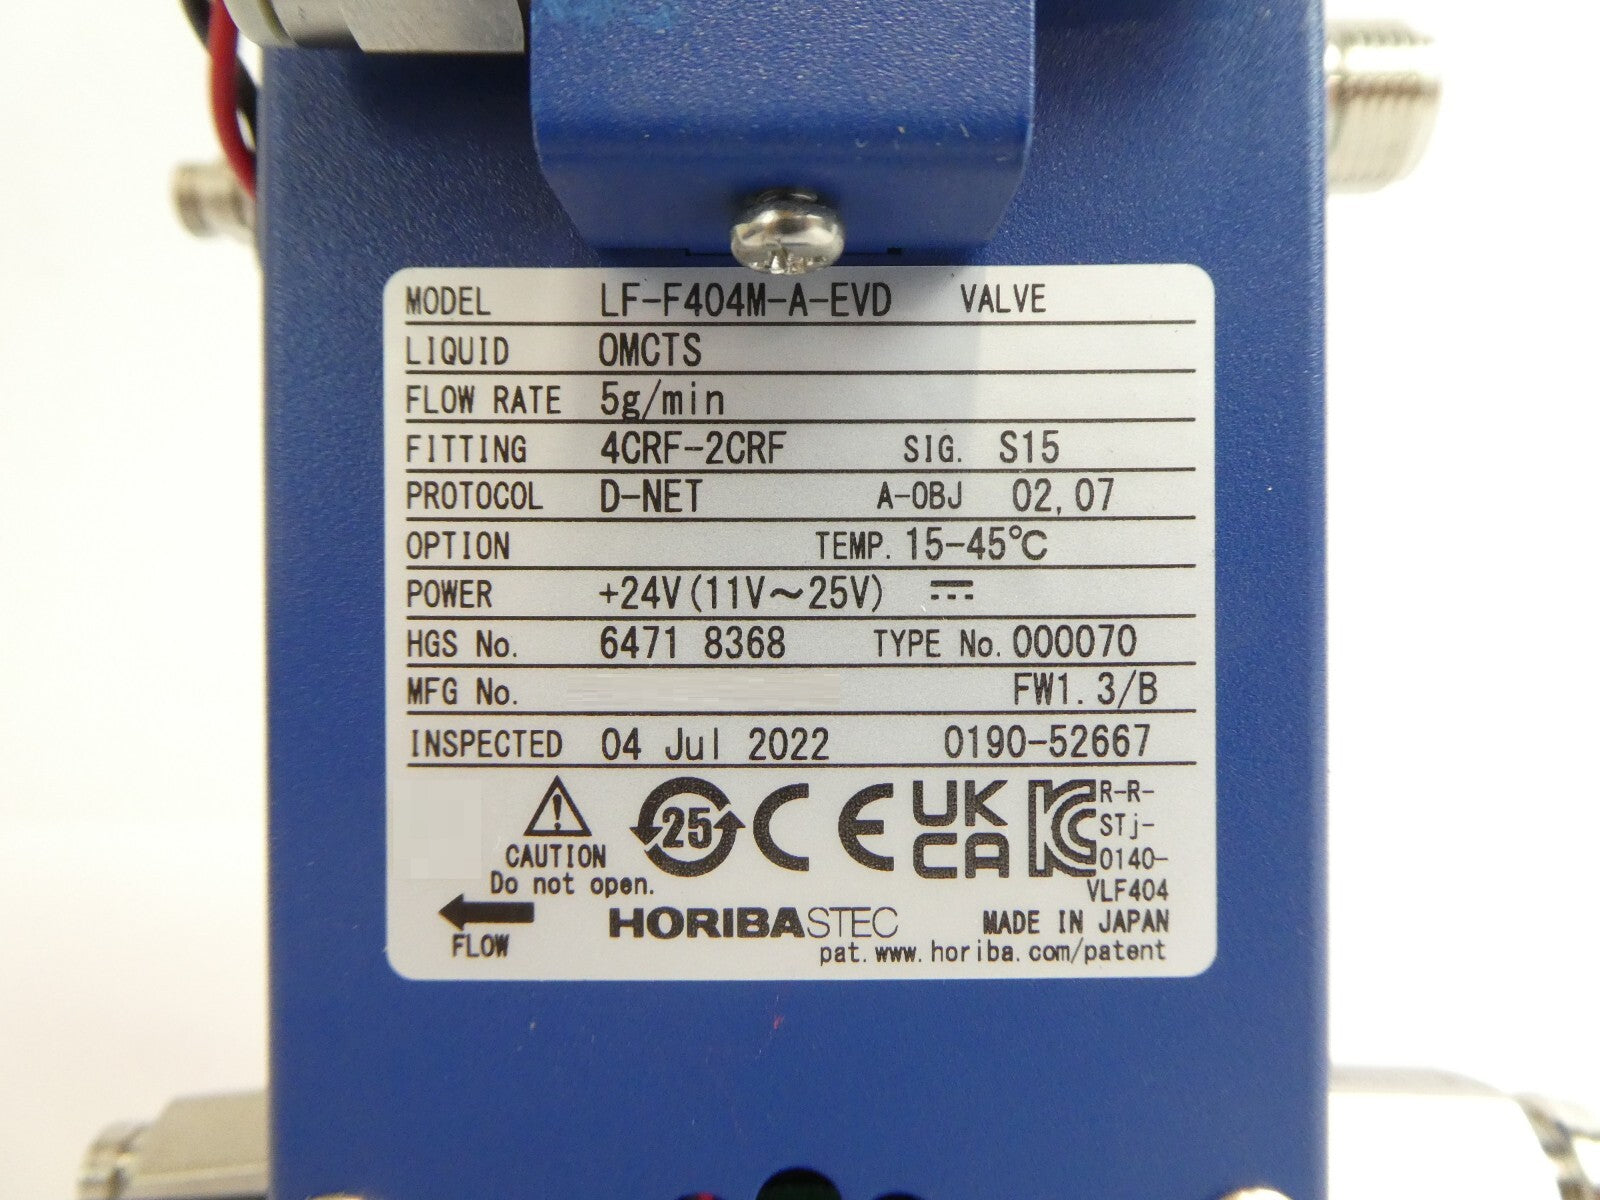 MODEL LF-F404M-A-EVD VALVE
LIQUID OMCTS
FLOW RATE 5g/min
FITTING 4CRF-2CRF SIG. S15
PROTOCOL D-NET A-OBJ 02,07
OPTION TEMP. 15-45℃
POWER +24V(11V～25V)
HGS No. 6471 8368 TYPE No. 000070
MFG No. FW1.3/B
INSPECTED 04 Jul 2022 0190-52667
25 CE UKCA KC R-R-
STj-
0140-
VLF404
CAUTION
Do not open.
FLOW
HORIBASTEC MADE IN JAPAN
pat.www.horiba.com/patent